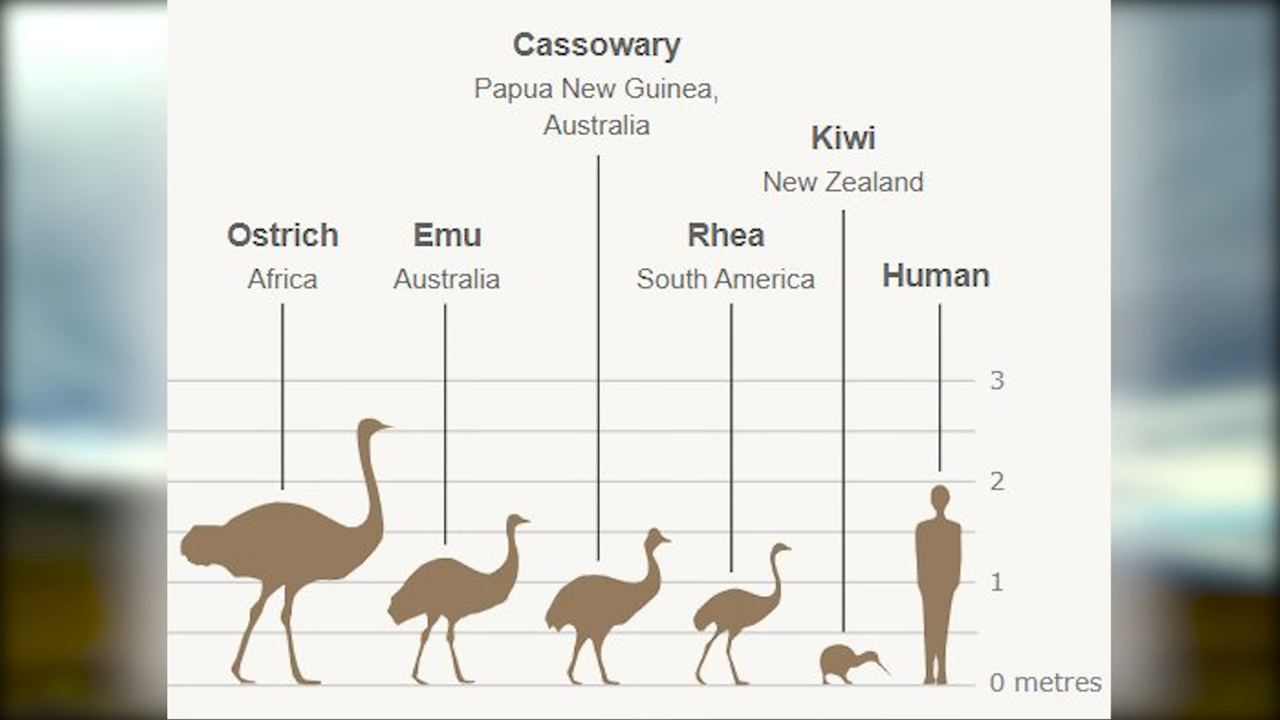 Cassowary
Papua New Guinea,
Australia
Kiwi
New Zealand
Ostrich
Africa
Emu
Australia
Rhea
South America
Human
3
2
1
0 metres